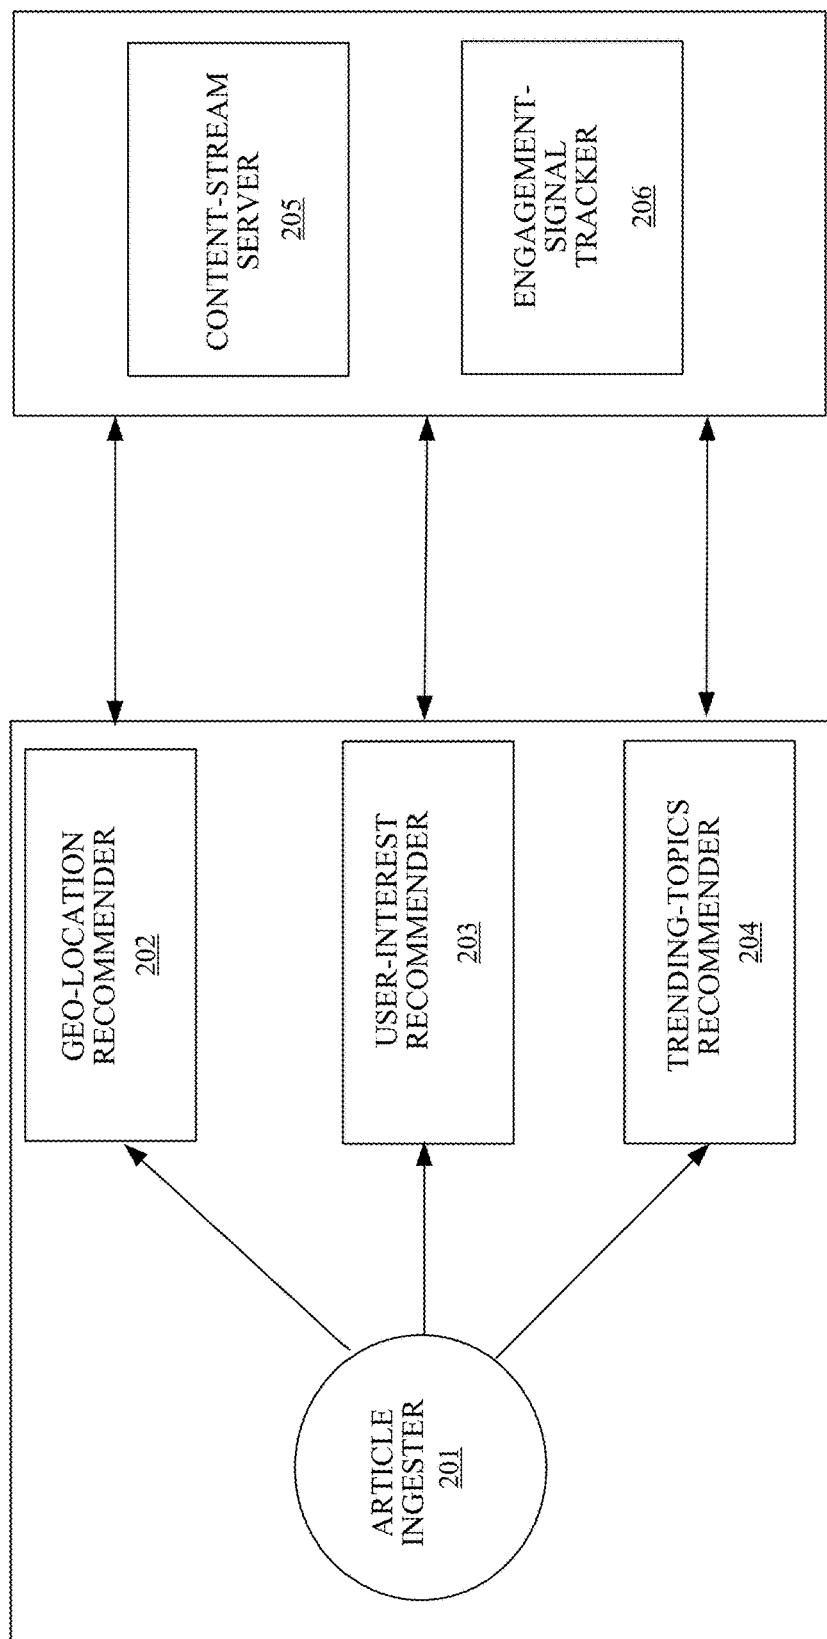 ARTICLE
INGESTER
201
GEO-LOCATION
RECOMMENDER
202
USER-INTEREST
RECOMMENDER
203
TRENDING-TOPICS
RECOMMENDER
204
CONTENT-STREAM
SERVER
205
ENGAGEMENT-
SIGNAL
TRACKER
206